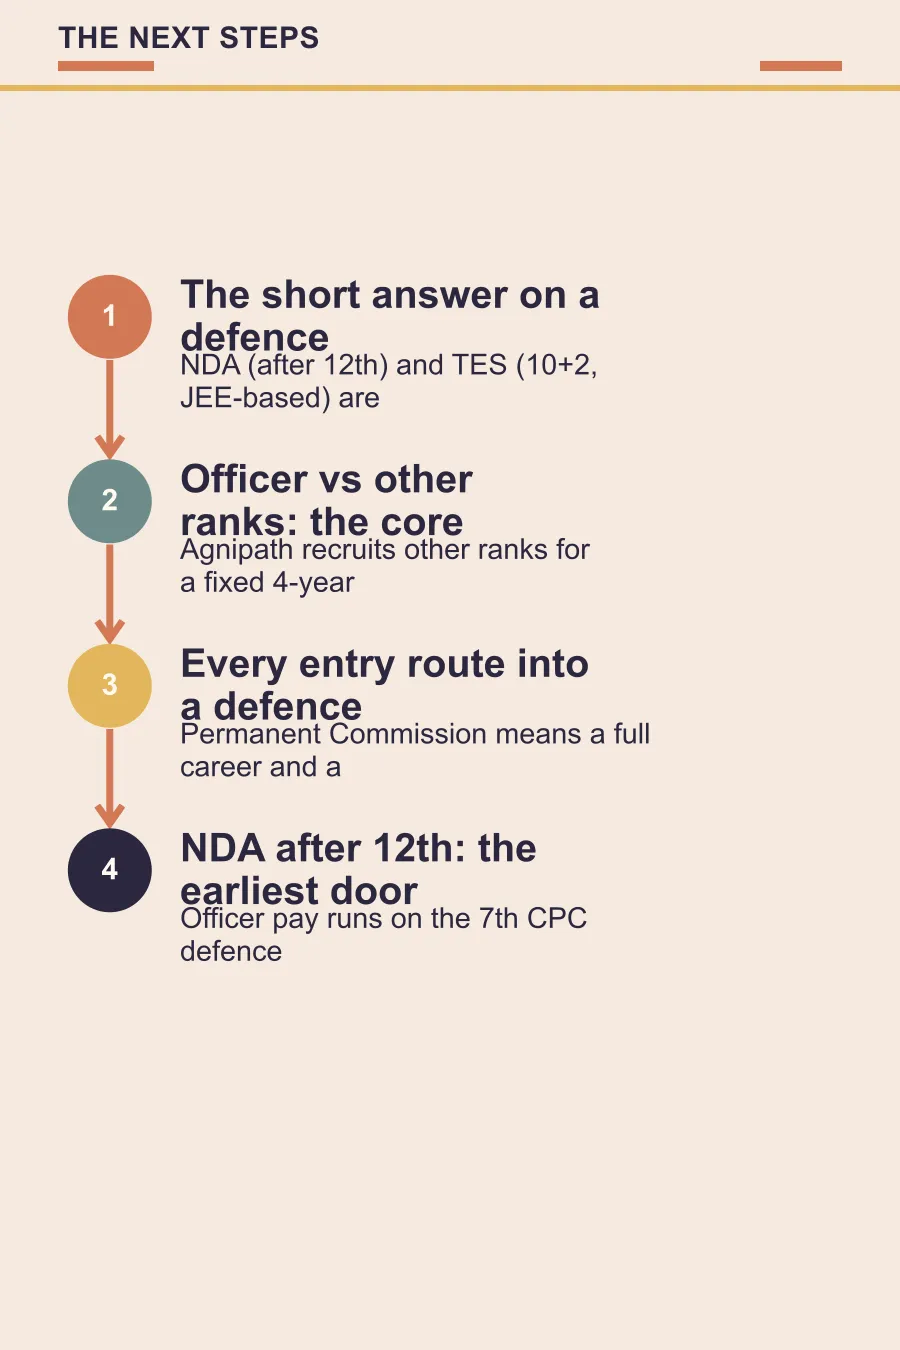 THE NEXT STEPS
1
The short answer on a
defence
NDA (after 12th) and TES (10+2,
JEE-based) are
2
Officer vs other
ranks: the core
Agnipath recruits other ranks for
a fixed 4-year
3
Every entry route into
a defence
Permanent Commission means a full
career and a
4
NDA after 12th: the
earliest door
Officer pay runs on the 7th CPC
defence